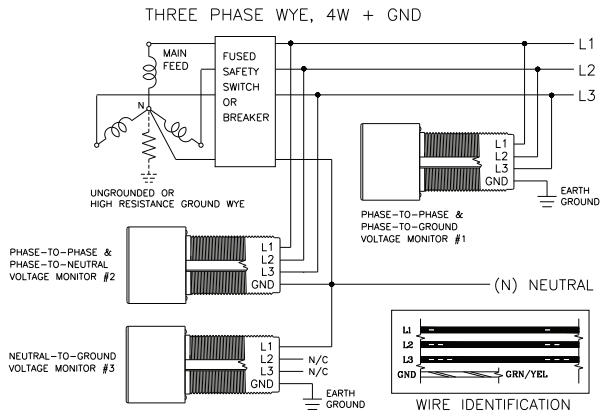 THREE PHASE WYE, 4W + GND
MAIN
FEED
N
FUSED
SAFETY
SWITCH
OR
BREAKER
L1
L2
L3
UNGROUNDED OR
HIGH RESISTANCE GROUND WYE
L1
L2
L3
GND
EARTH
GROUND
PHASE-TO-PHASE &
PHASE-TO-GROUND
VOLTAGE MONITOR #1
PHASE-TO-PHASE &
PHASE-TO-NEUTRAL
VOLTAGE MONITOR #2
L1
L2
L3
GND
(N) NEUTRAL
NEUTRAL-TO-GROUND
VOLTAGE MONITOR #3
L1
L2 N/C
L3 N/C
GND
EARTH
GROUND
L1
L2
L3
GND GRN/YEL
WIRE IDENTIFICATION